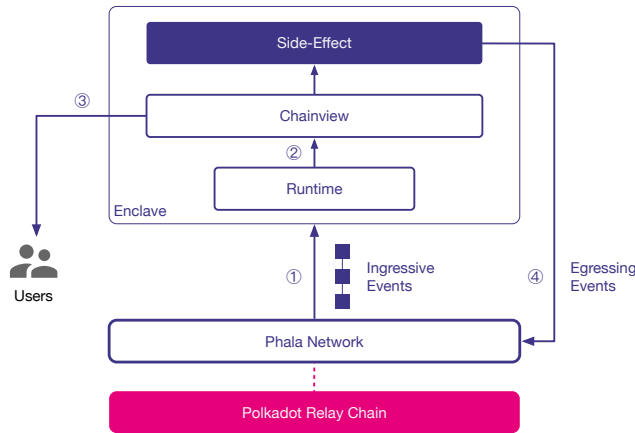 Side-Effect
③
Chainview
②
Runtime
Enclave
Users
①
Ingressive
Events
④
Egressing
Events
Phala Network
Polkadot Relay Chain